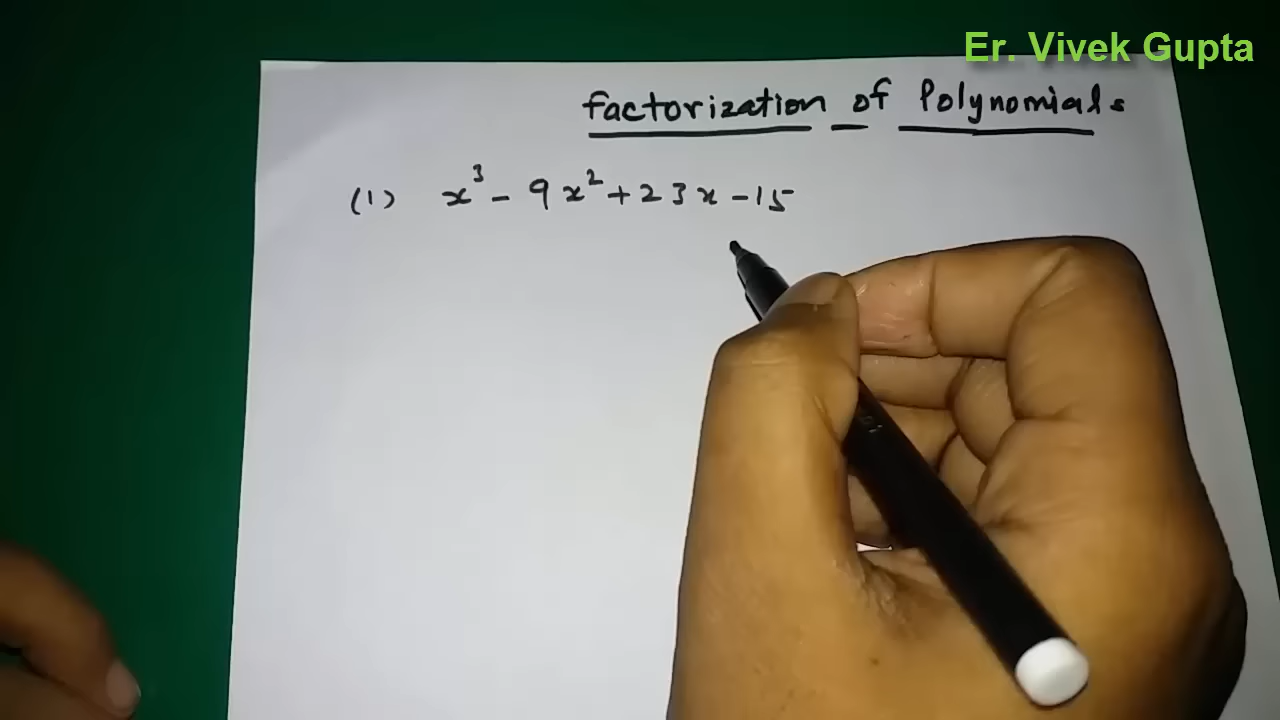 Er. Vivek Gupta
factorization of Polynomials
(1) x³ - 9x² + 23x - 15